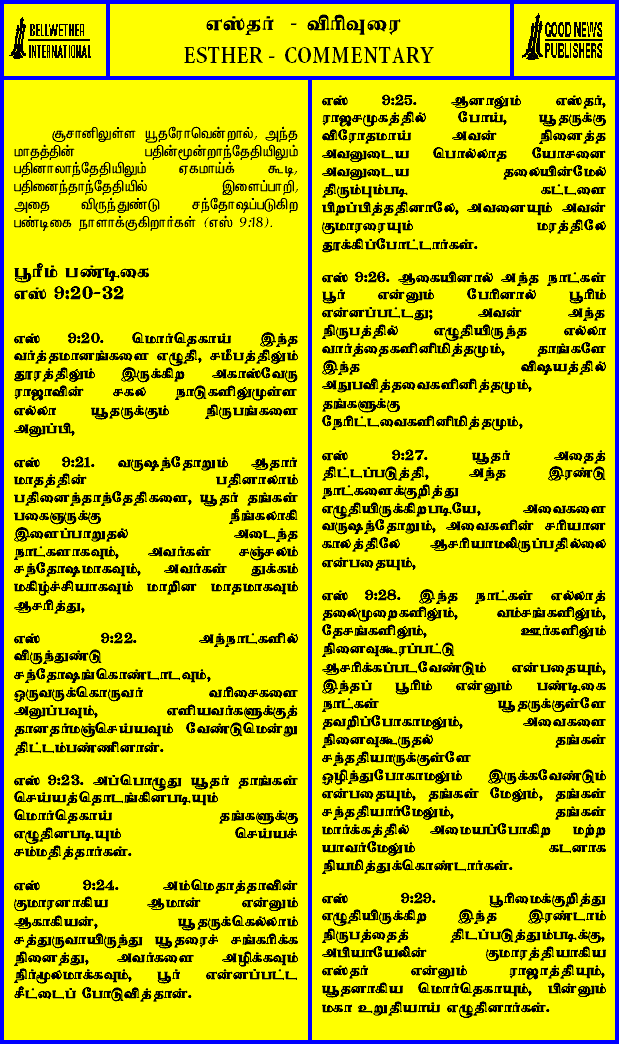 BELLWETHER
INTERNATIONAL
எஸ்தர் - விரிவுரை
ESTHER - COMMENTARY
GOOD NEWS
PUBLISHERS
சூசானிலுள்ள யூதரோவென்றால், அந்த
மாதத்தின் பதின்மூன்றாந்தேதியிலும்
பதினாலாந்தேதியிலும் ஏகமாய்க் கூடி,
பதினைந்தாந்தேதியில் இளைப்பாறி,
அதை விருந்துண்டு சந்தோஷப்படுகிற
பண்டிகை நாளாக்குகிறார்கள் (எஸ் 9:18).
பூரீம் பண்டிகை
எஸ் 9:20-32
எஸ் 9:20. மொர்தெகாய் இந்த
வர்த்தமானங்களை எழுதி, சமீபத்திலும்
தூரத்திலும் இருக்கிற அகாஸ்வேரு
ராஜாவின் சகல நாடுகளிலுமுள்ள
எல்லா யூதருக்கும் நிருபங்களை
அனுப்பி,
எஸ் 9:21. வருஷந்தோறும் ஆதார்
மாதத்தின் பதினாலாம்
பதினைந்தாந்தேதிகளை, யூதர் தங்கள்
பகைஞருக்கு நீங்கலாகி
இளைப்பாறுதல் அடைந்த
நாட்களாகவும், அவர்கள் சஞ்சலம்
சந்தோஷமாகவும், அவர்கள் துக்கம்
மகிழ்ச்சியாகவும் மாறின மாதமாகவும்
ஆசரித்து,
எஸ் 9:22. அந்நாட்களில்
விருந்துண்டு
சந்தோஷங்கொண்டாடவும்,
ஒருவருக்கொருவர் வரிசைகளை
அனுப்பவும், எளியவர்களுக்குத்
தானதர்மஞ்செய்யவும் வேண்டுமென்று
திட்டம்பண்ணினான்.
எஸ் 9:23. அப்பொழுது யூதர் தாங்கள்
செய்யத்தொடங்கினபடியும்
மொர்தெகாய் தங்களுக்கு
எழுதினபடியும் செய்யச்
சம்மதித்தார்கள்.
எஸ் 9:24. அம்மெதாத்தாவின்
குமாரனாகிய ஆமான் என்னும்
ஆகாகியன், யூதருக்கெல்லாம்
சத்துருவாயிருந்து யூதரைச் சங்கரிக்க
நினைத்து, அவர்களை அழிக்கவும்
நிர்மூலமாக்கவும், பூர் என்னப்பட்ட
சீட்டைப் போடுவித்தான்.
எஸ் 9:25. ஆனாலும் எஸ்தர்,
ராஜசமுகத்தில் போய், யூதருக்கு
விரோதமாய் அவன் நினைத்த
அவனுடைய பொல்லாத யோசனை
அவனுடைய தலையின்மேல்
திரும்பும்படி கட்டளை
பிறப்பித்ததினாலே, அவனையும் அவன்
குமாரரையும் மரத்திலே
தூக்கிப்போட்டார்கள்.
எஸ் 9:26. ஆகையினால் அந்த நாட்கள்
பூர் என்னும் பேரினால் பூரீம்
என்னப்பட்டது; அவன் அந்த
நிருபத்தில் எழுதியிருந்த எல்லா
வார்த்தைகளினிமித்தமும், தாங்களே
இந்த விஷயத்தில்
அநுபவித்தவைகளினித்தமும்,
தங்களுக்கு
நேரிட்டவைகளினிமித்தமும்,
எஸ் 9:27. யூதர் அதைத்
திட்டப்படுத்தி, அந்த இரண்டு
நாட்களைக்குறித்து
எழுதியிருக்கிறபடியே, அவைகளை
வருஷந்தோறும், அவைகளின் சரியான
காலத்திலே ஆசரியாமலிருப்பதில்லை
என்பதையும்,
எஸ் 9:28. இந்த நாட்கள் எல்லாத்
தலைமுறைகளிலும், வம்சங்களிலும்,
தேசங்களிலும், ஊர்களிலும்
நினைவுகூரப்பட்டு
ஆசரிக்கப்படவேண்டும் என்பதையும்,
இந்தப் பூரிம் என்னும் பண்டிகை
நாட்கள் யூதருக்குள்ளே
தவறிப்போகாமலும், அவைகளை
நினைவுகூருதல் தங்கள்
சந்ததியாருக்குள்ளே
ஒழிந்துபோகாமலும் இருக்கவேண்டும்
என்பதையும், தங்கள் மேலும், தங்கள்
சந்ததியார்மேலும், தங்கள்
மார்க்கத்தில் அமையப்போகிற மற்ற
யாவர்மேலும் கடனாக
நியமித்துக்கொண்டார்கள்.
எஸ் 9:29. பூரிமைக்குறித்து
எழுதியிருக்கிற இந்த இரண்டாம்
நிருபத்தைத் திடப்படுத்தும்படிக்கு,
அபியாயேலின் குமாரத்தியாகிய
எஸ்தர் என்னும் ராஜாத்தியும்,
யூதனாகிய மொர்தெகாயும், பின்னும்
மகா உறுதியாய் எழுதினார்கள்.